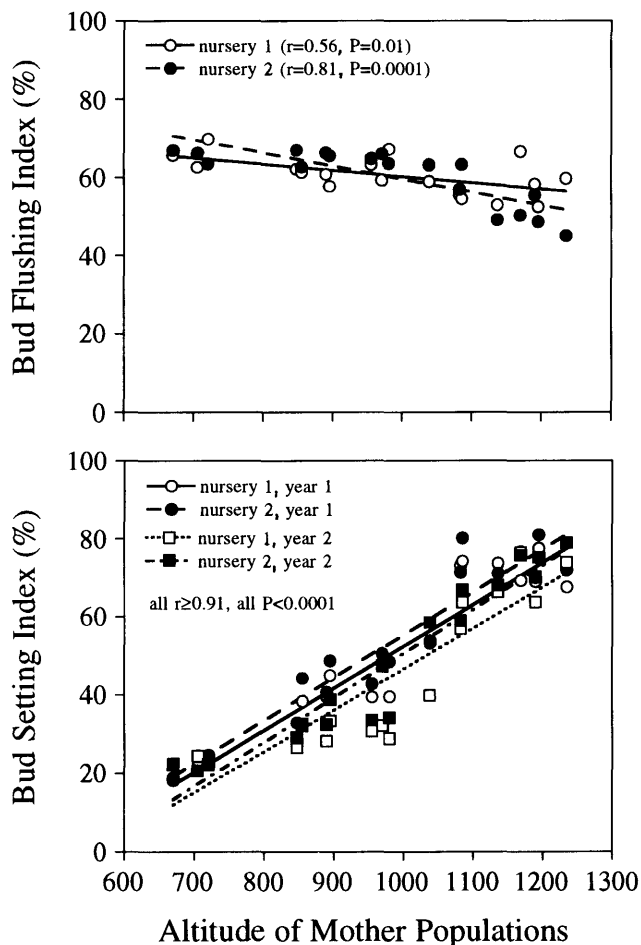 100
80
60
40
20
0
Bud Flushing Index (%)
nursery 1 (r=0.56, P=0.01)
nursery 2 (r=0.81, P=0.0001)
100
80
60
40
20
0
Bud Setting Index (%)
nursery 1, year 1
nursery 2, year 1
nursery 1, year 2
nursery 2, year 2
all r≥0.91, all P<0.0001
600 700 800 900 1000 1100 1200 1300
Altitude of Mother Populations